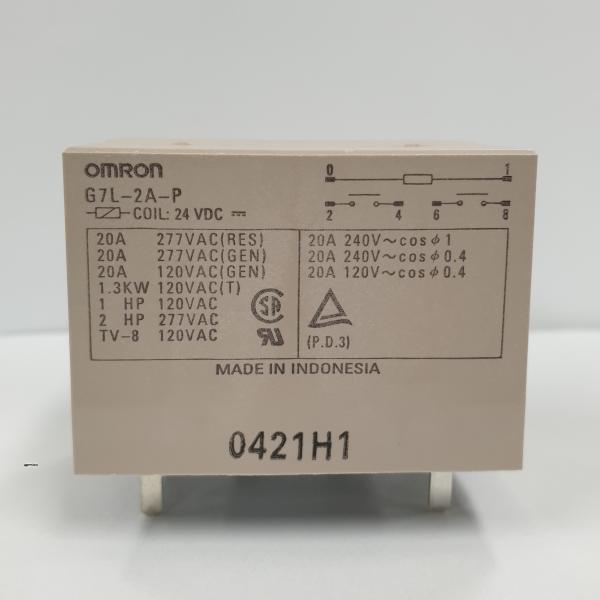 OMRON
G7L-2A-P
COIL: 24 VDC
0 1
2 4 6 8
20A 277VAC(RES)
20A 277VAC(GEN)
20A 120VAC(GEN)
1.3KW 120VAC(T)
1 HP 120VAC
2 HP 277VAC
TV-8 120VAC
20A 240V～cosφ1
20A 240V～cosφ0.4
20A 120V～cosφ0.4
(P.D.3)
MADE IN INDONESIA
0421H1